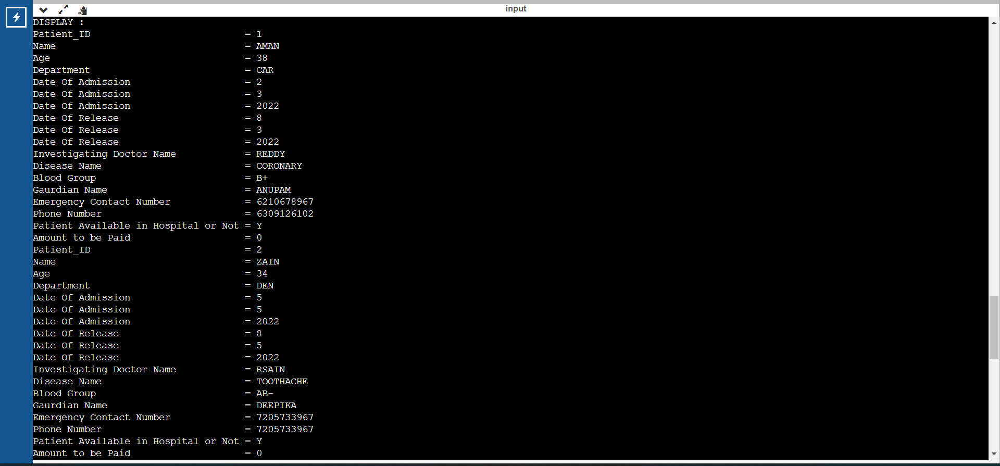 input
DISPLAY :
Patient_ID = 1
Name = AMAN
Age = 38
Department = CAR
Date Of Admission = 2
Date Of Admission = 3
Date Of Admission = 2022
Date Of Release = 8
Date Of Release = 3
Date Of Release = 2022
Investigating Doctor Name = REDDY
Disease Name = CORONARY
Blood Group = B+
Gaurdian Name = ANUPAM
Emergency Contact Number = 6210678967
Phone Number = 6309126102
Patient Available in Hospital or Not = Y
Amount to be Paid = 0
Patient_ID = 2
Name = ZAIN
Age = 34
Department = DEN
Date Of Admission = 5
Date Of Admission = 5
Date Of Admission = 2022
Date Of Release = 8
Date Of Release = 5
Date Of Release = 2022
Investigating Doctor Name = RSAIN
Disease Name = TOOTHACHE
Blood Group = AB-
Gaurdian Name = DEEPIKA
Emergency Contact Number = 7205733967
Phone Number = 7205733967
Patient Available in Hospital or Not = Y
Amount to be Paid = 0